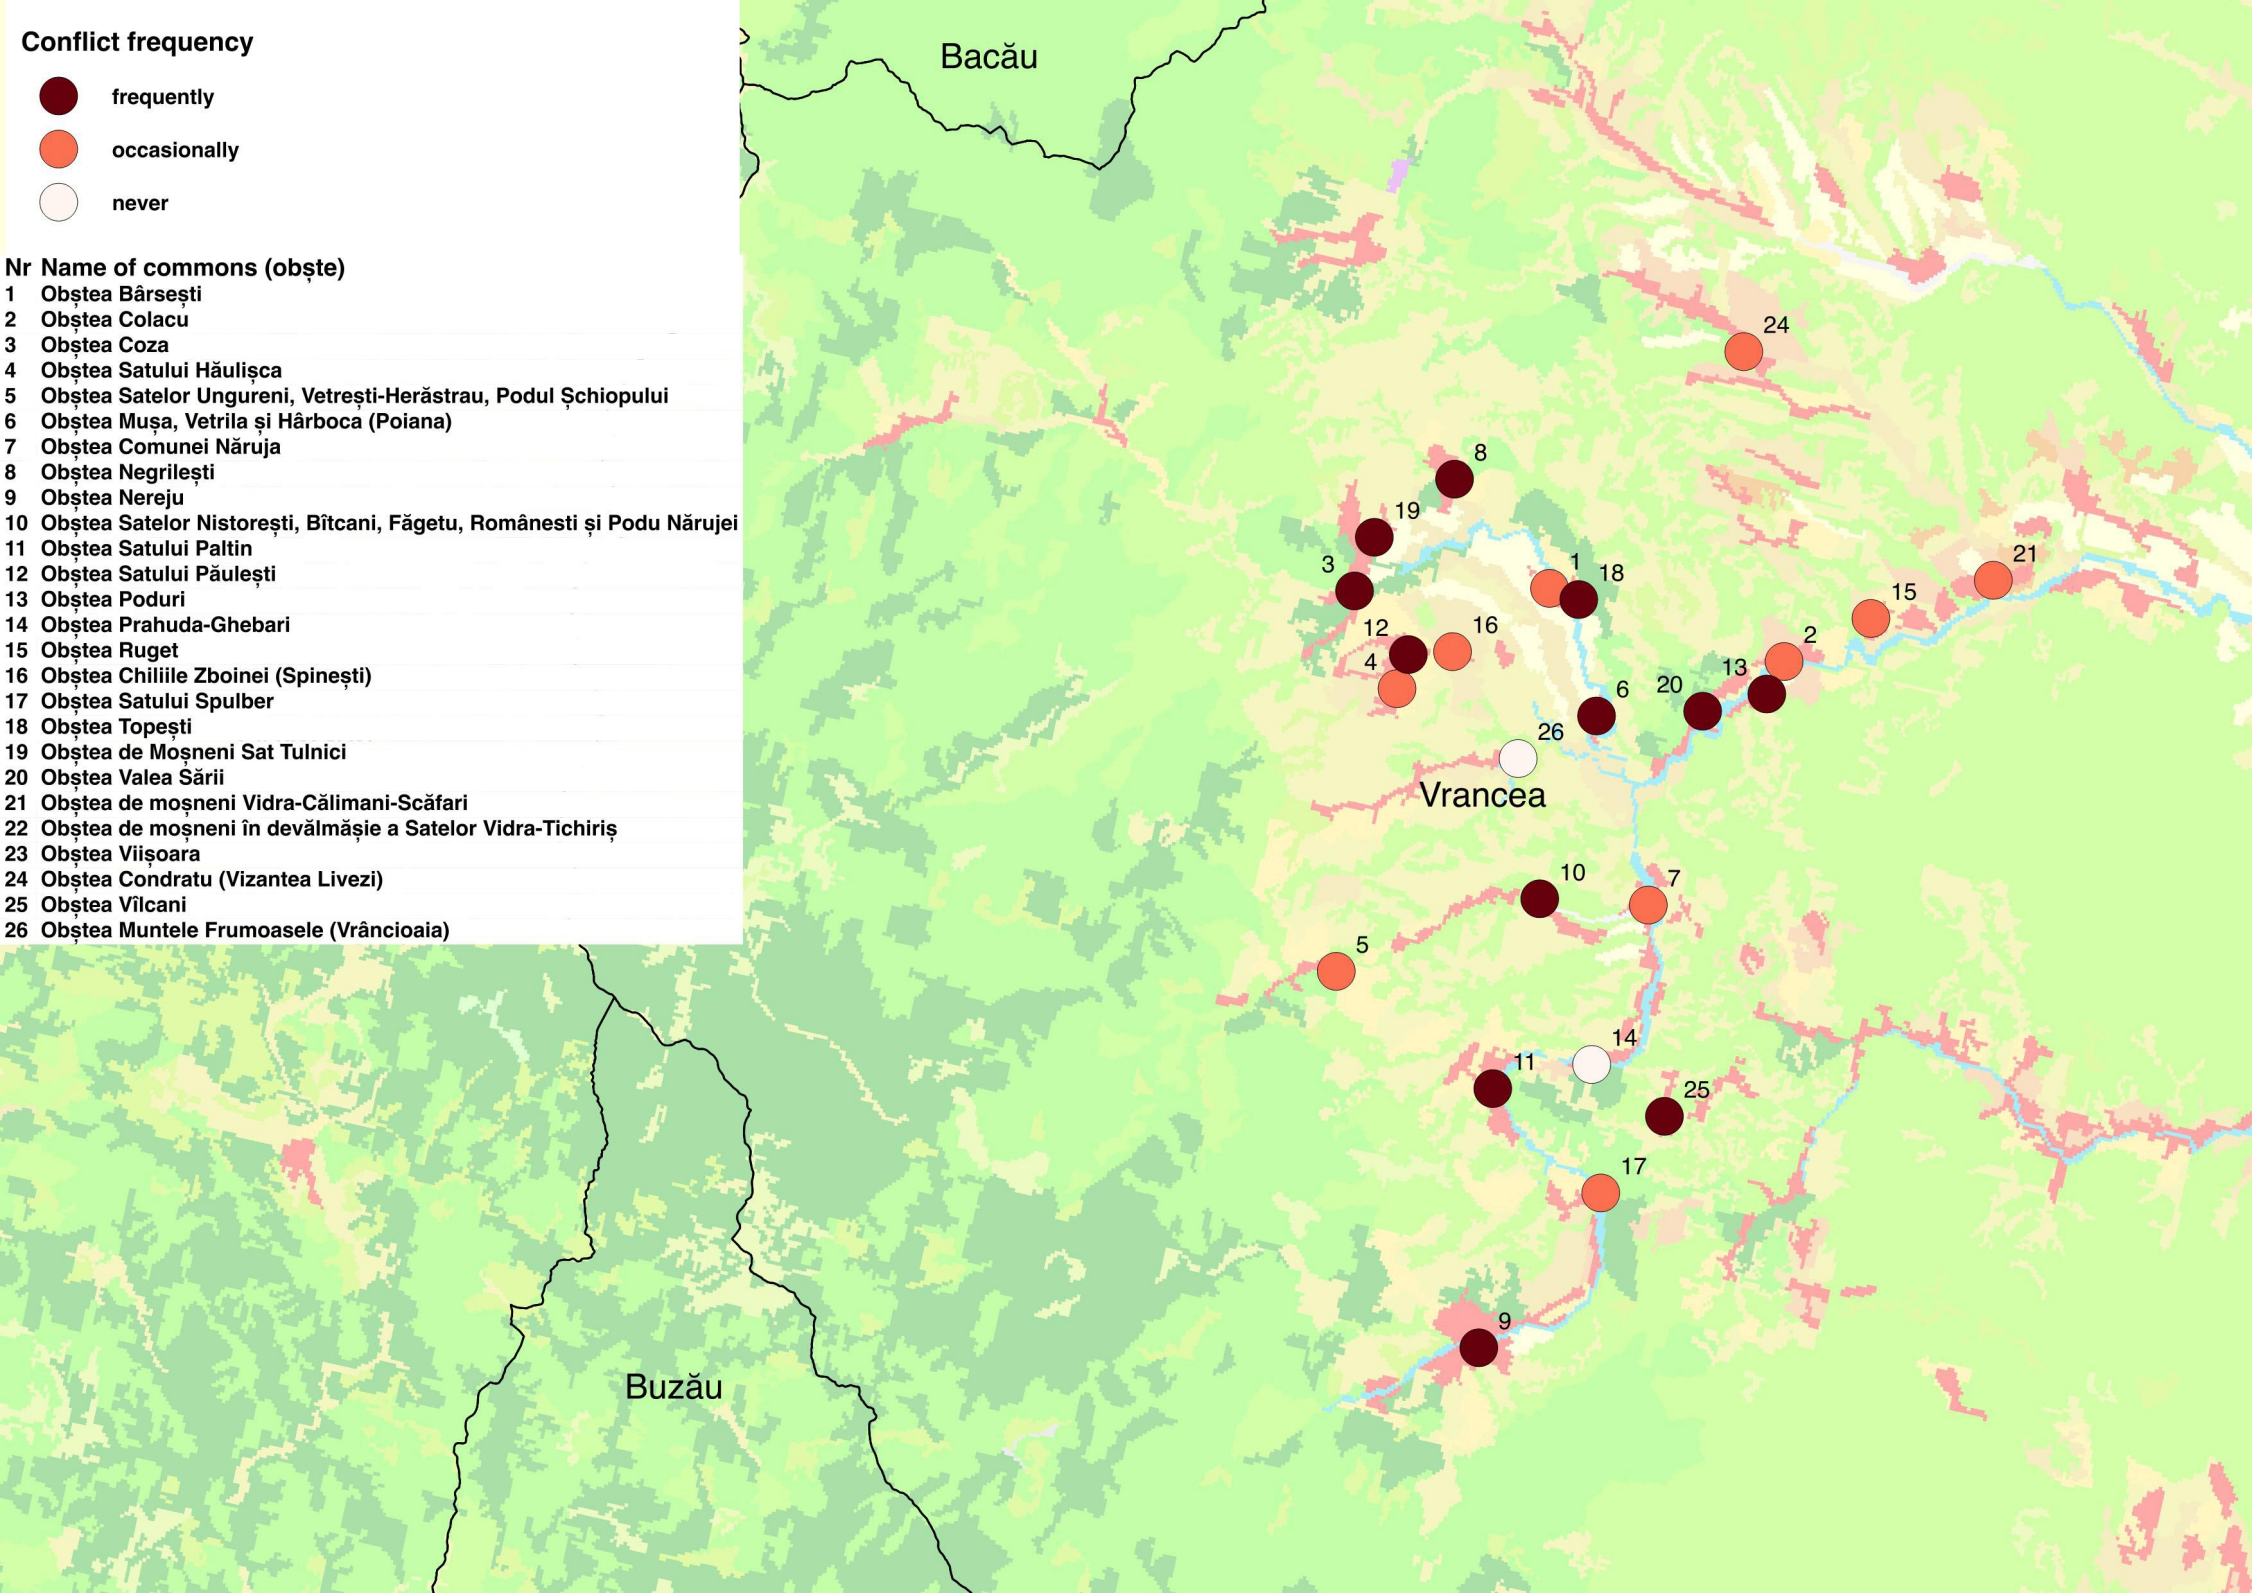 Conflict frequency
frequently
occasionally
never
Nr Name of commons (obște)
1 Obștea Bârsești
2 Obștea Colacu
3 Obștea Coza
4 Obștea Satului Hăulișca
5 Obștea Satelor Ungureni, Vetrești-Herăstrau, Podul Șchiopului
6 Obștea Mușa, Vetrila și Hârboca (Poiana)
7 Obștea Comunei Năruja
8 Obștea Negrilești
9 Obștea Nereju
10 Obștea Satelor Nistorești, Bîtcani, Făgetu, Românesti și Podu Nărujei
11 Obștea Satului Paltin
12 Obștea Satului Păulești
13 Obștea Poduri
14 Obștea Prahuda-Ghebari
15 Obștea Ruget
16 Obștea Chiliile Zboinei (Spinești)
17 Obștea Satului Spulber
18 Obștea Topești
19 Obștea de Moșneni Sat Tulnici
20 Obștea Valea Sării
21 Obștea de moșneni Vidra-Călimani-Scăfari
22 Obștea de moșneni în devălmășie a Satelor Vidra-Tichiriș
23 Obștea Viișoara
24 Obștea Condratu (Vizantea Livezi)
25 Obștea Vîlcani
26 Obștea Muntele Frumoasele (Vrâncioaia)
Bacău
24
8
19
3
1
18
21
15
12
16
2
4
13
20
6
26
Vrancea
10
7
5
14
11
25
17
9
Buzău